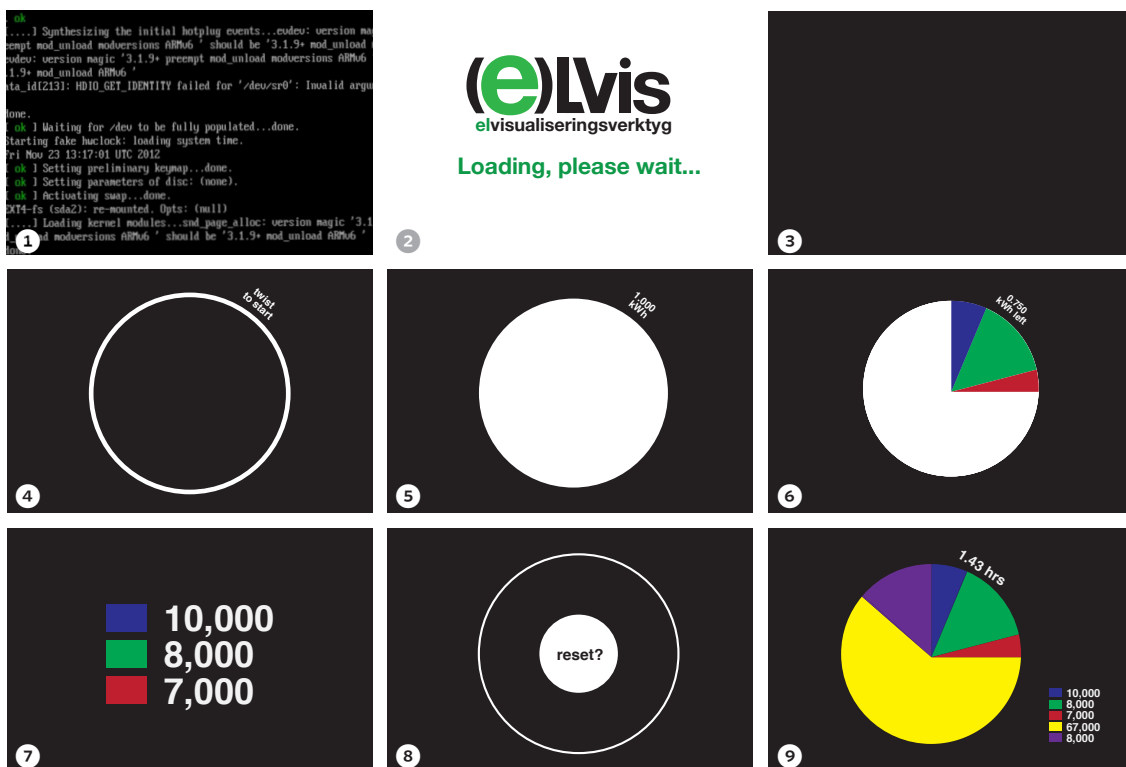 ok
[....] Synthesizing the initial hotplug events...eudev: version ma
eempt mod_unload modversions ARMv6 ' should be '3.1.9+ mod_unload
eudev: version magic '3.1.9+ preempt mod_unload modversions ARMv6
.1.9+ mod_unload ARMv6 '
ata_id[213]: HDIO_GET_IDENTITY failed for '/dev/sr0': Invalid argu
done.
[ ok ] Waiting for /dev to be fully populated...done.
Starting fake hwclock: loading system time.
Fri Nov 23 13:17:01 UTC 2012
[ ok ] Setting preliminary keymap...done.
[ ok ] Setting parameters of disc: (none).
[ ok ] Activating swap...done.
EXT4-fs (sda2): re-mounted. Opts: (null)
[....] Loading kernel modules...snd_page_alloc: version magic '3.1
d modversions ARMv6 ' should be '3.1.9+ mod_unload ARMv6 '
1
(e)Lvis
elvisualiseringsverktyg
Loading, please wait...
2
3
twist
to start
4
1,000
kWh
5
0.750
kWh left
6
10,000
8,000
7,000
7
reset?
8
1.43 hrs
10,000
8,000
7,000
67,000
8,000
9